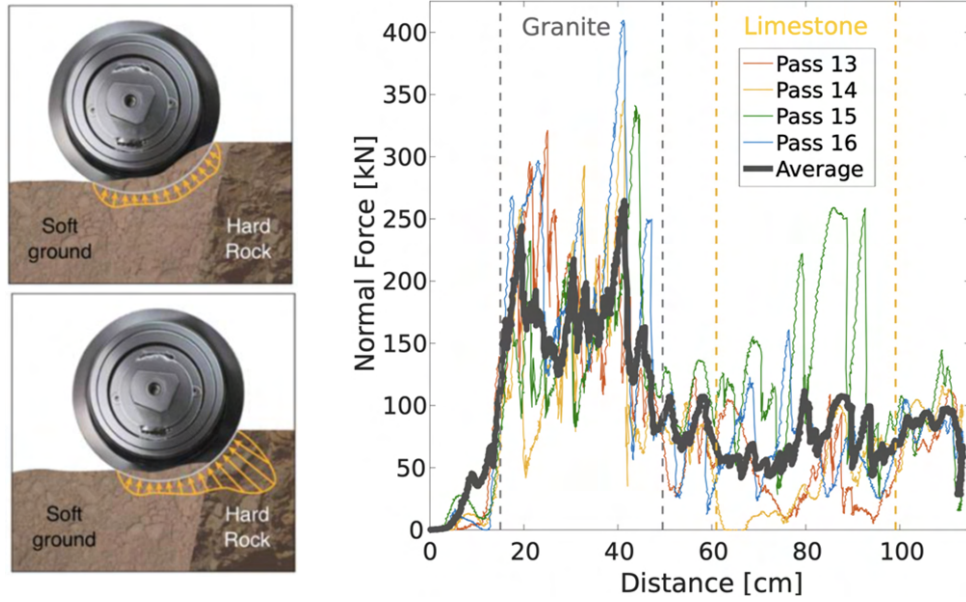 Soft
ground
Hard
Rock
Soft
ground
Hard
Rock
Granite
Limestone
Pass 13
Pass 14
Pass 15
Pass 16
Average
Normal Force [kN]
400
350
300
250
200
150
100
50
0
0 20 40 60 80 100
Distance [cm]